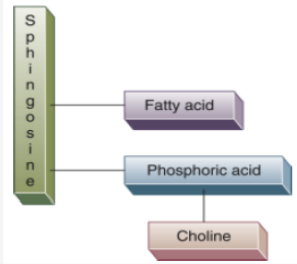 Sphingosine
Fatty acid
Phosphoric acid
Choline